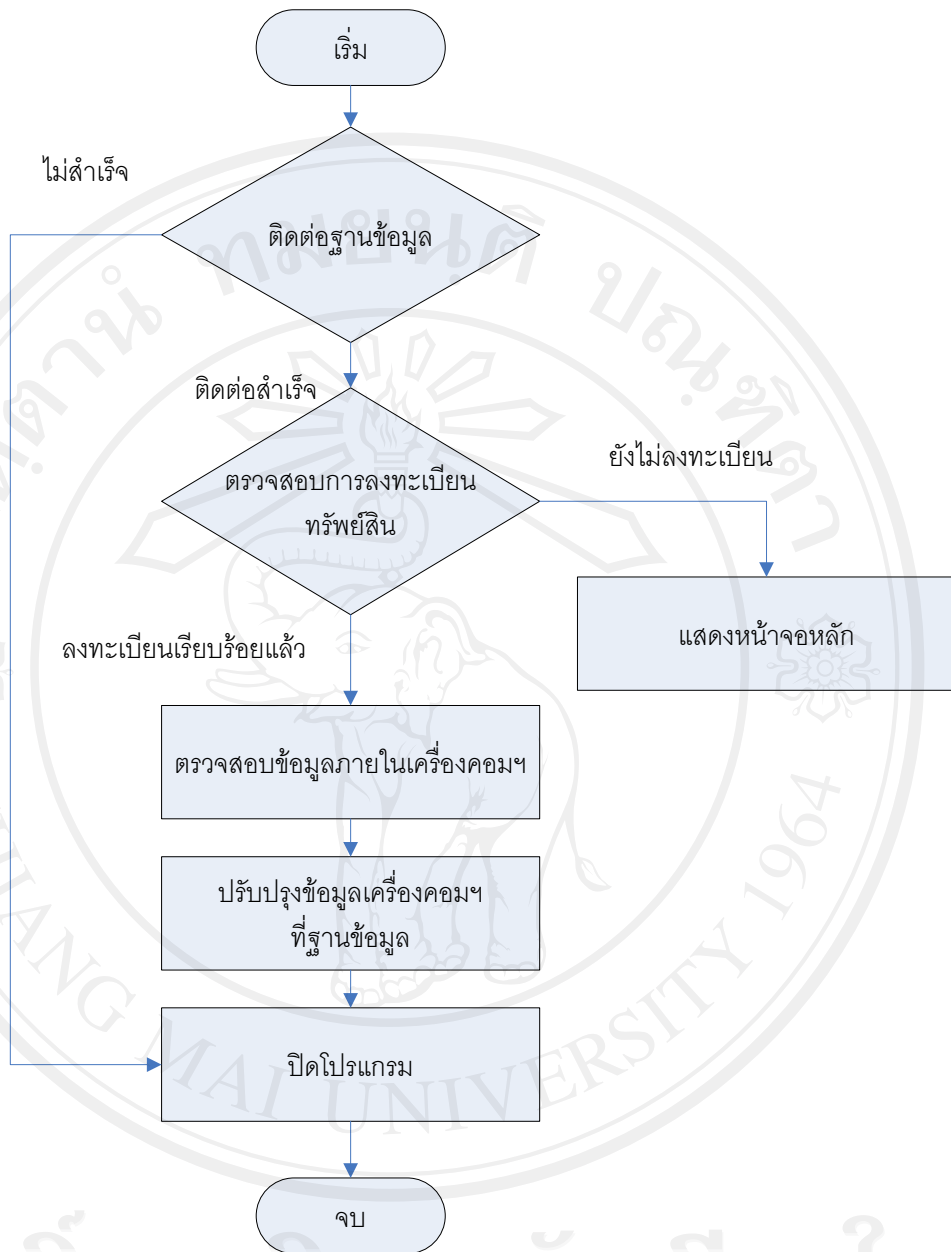 เริ่ม
ไม่สำเร็จ
ติดต่อฐานข้อมูล
ติดต่อสำเร็จ
ยังไม่ลงทะเบียน
ตรวจสอบการลงทะเบียน
ทรัพย์สิน
แสดงหน้าจอหลัก
ลงทะเบียนเรียบร้อยแล้ว
ตรวจสอบข้อมูลภายในเครื่องคอมฯ
ปรับปรุงข้อมูลเครื่องคอมฯ
ที่ฐานข้อมูล
ปิดโปรแกรม
จบ
MAI UNIVERSITY 1964